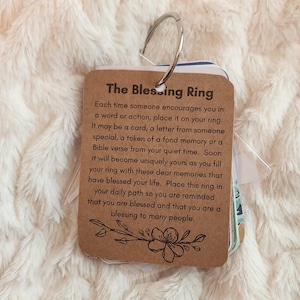 The Blessing Ring
Each time someone encourages you in
a word or action, place it on your ring.
It may be a card, a letter from someone
special, a token of a fond memory or a
Bible verse from your quiet time. Soon
it will become uniquely yours as you fill
your ring with these dear memories that
have blessed your life. Place this ring in
your daily path so you are reminded
that you are blessed and that you are a
blessing to many people.